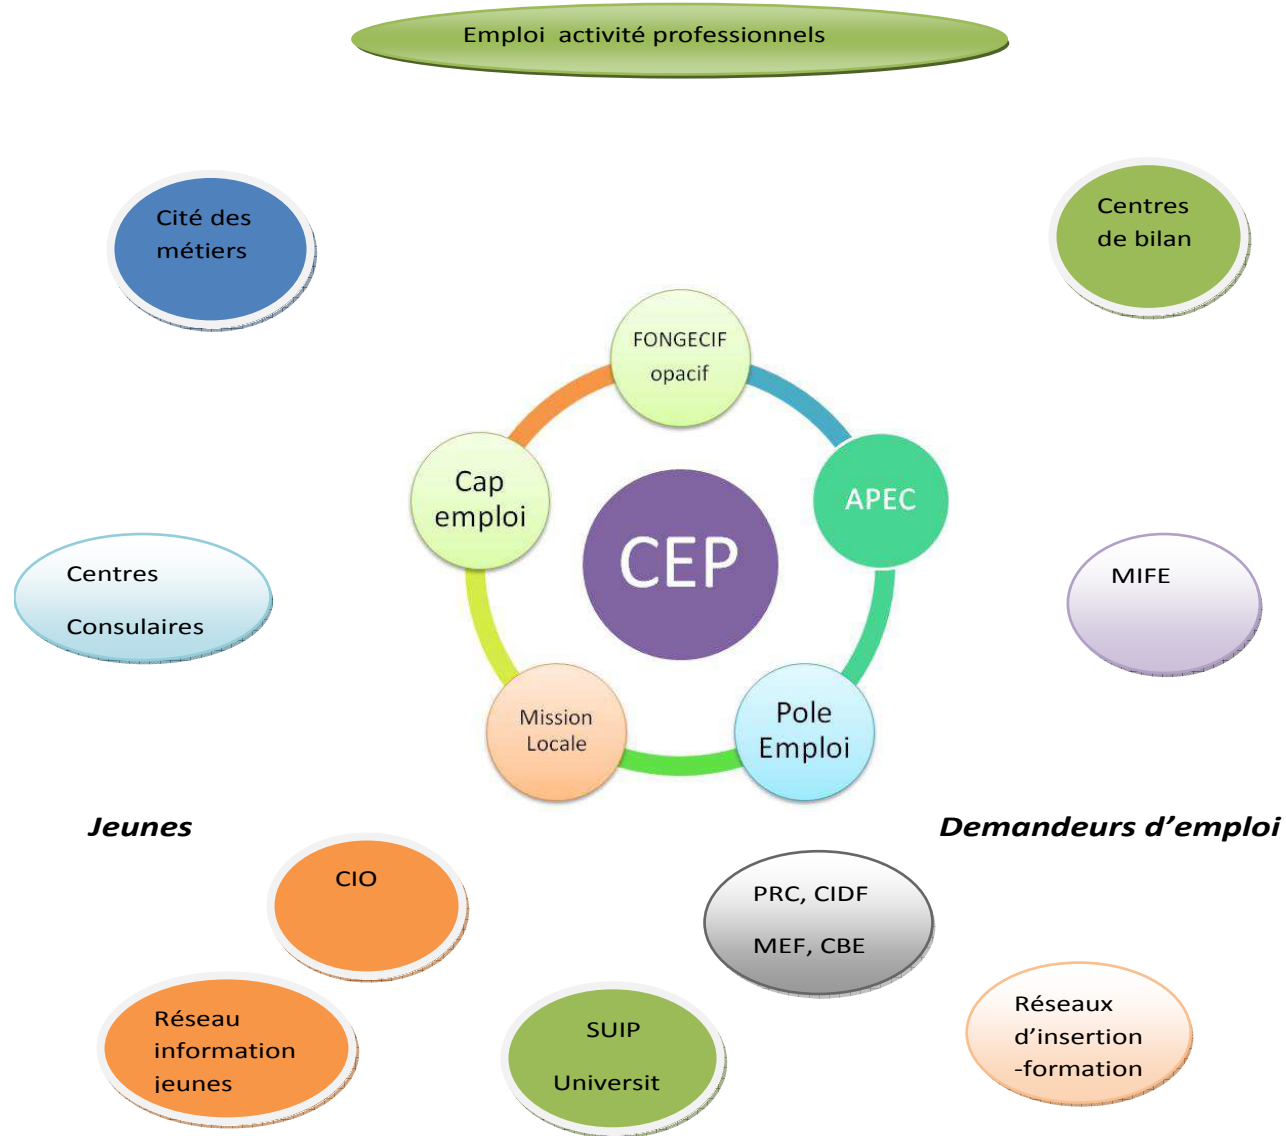 Emploi activité professionnels
Cité des
métiers
Centres
de bilan
FONGECIF
opacif
Cap
emploi
APEC
CEP
Centres
Consulaires
MIFE
Mission
Locale
Pole
Emploi
Jeunes
Demandeurs d’emploi
CIO
PRC, CIDF
MEF, CBE
Réseau
information
jeunes
SUIP
Universit
Réseaux
d’insertion
-formation